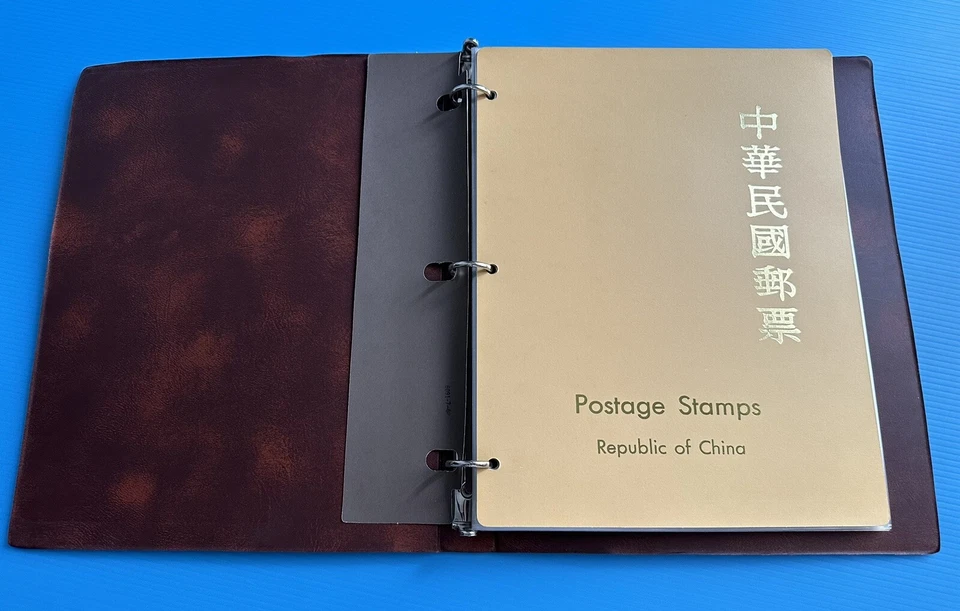 中華民國郵票
Postage Stamps
Republic of China